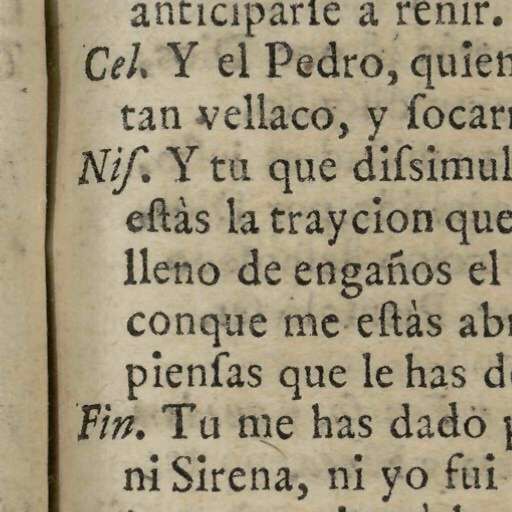 anticiparſe a reñir.
Cel. Y el Pedro, quien
tan vellaco, y ſocarr
Niſ. Y tu que diſsimul
eſtàs la traycion que
lleno de engaños el
conque me eſtàs abr
pienſas que le has d
Fin. Tu me has dado
ni Sirena, ni yo fui